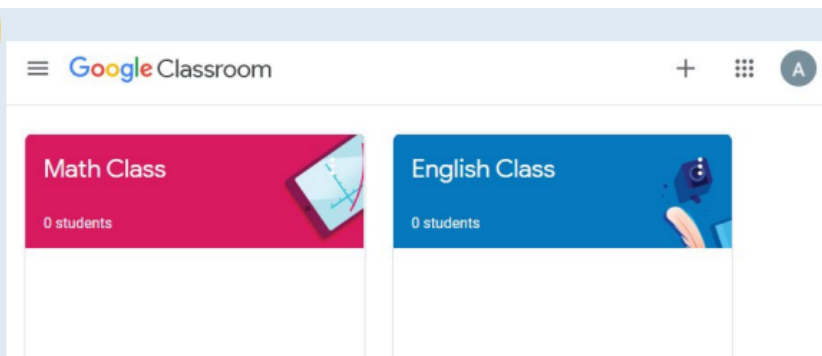 Google Classroom
A
Math Class
0 students
English Class
0 students